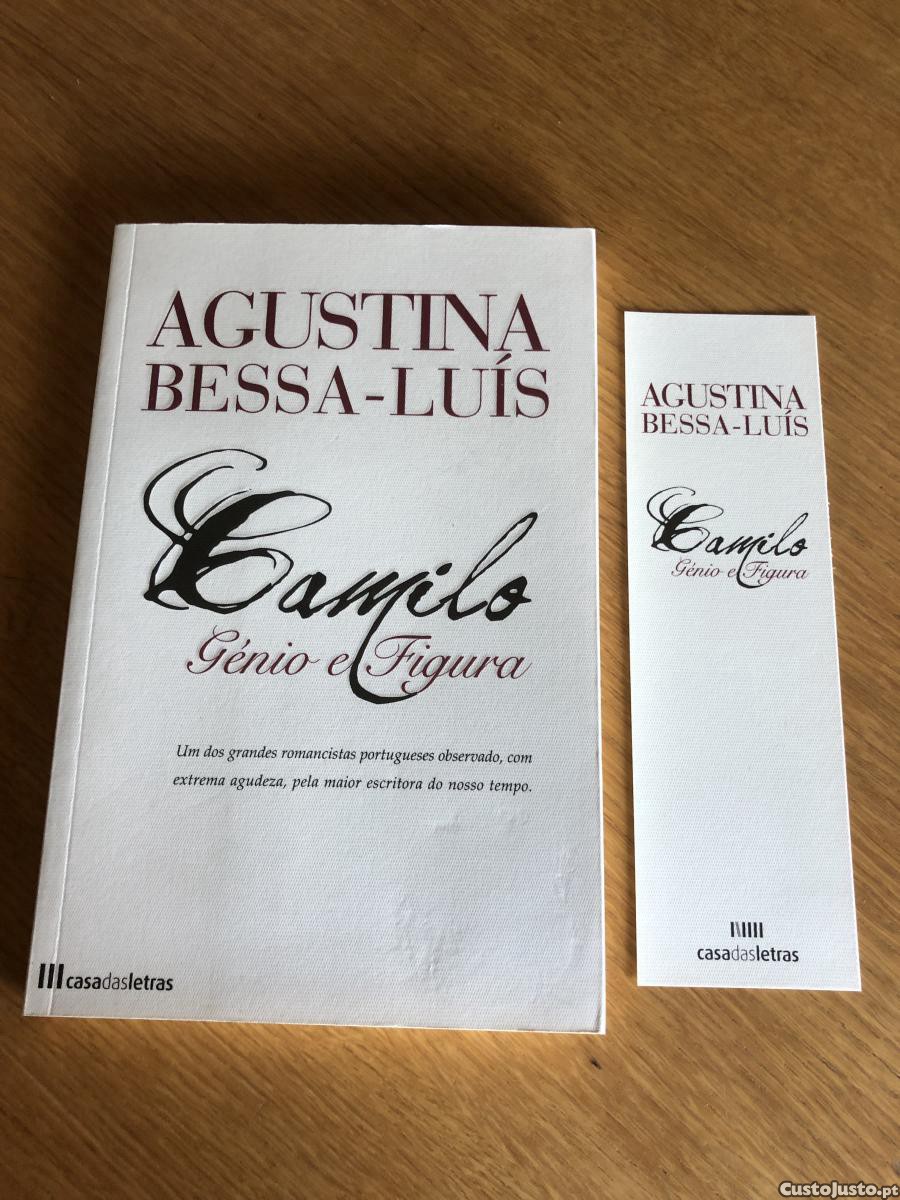 AGUSTINA
BESSA-LUÍS
Camilo
Génio e Figura
Um dos grandes romancistas portugueses observado, com
extrema agudeza, pela maior escritora do nosso tempo.
casadasletras
AGUSTINA
BESSA-LUÍS
Camilo
Génio e Figura
casadasletras
CustoJusto.pt